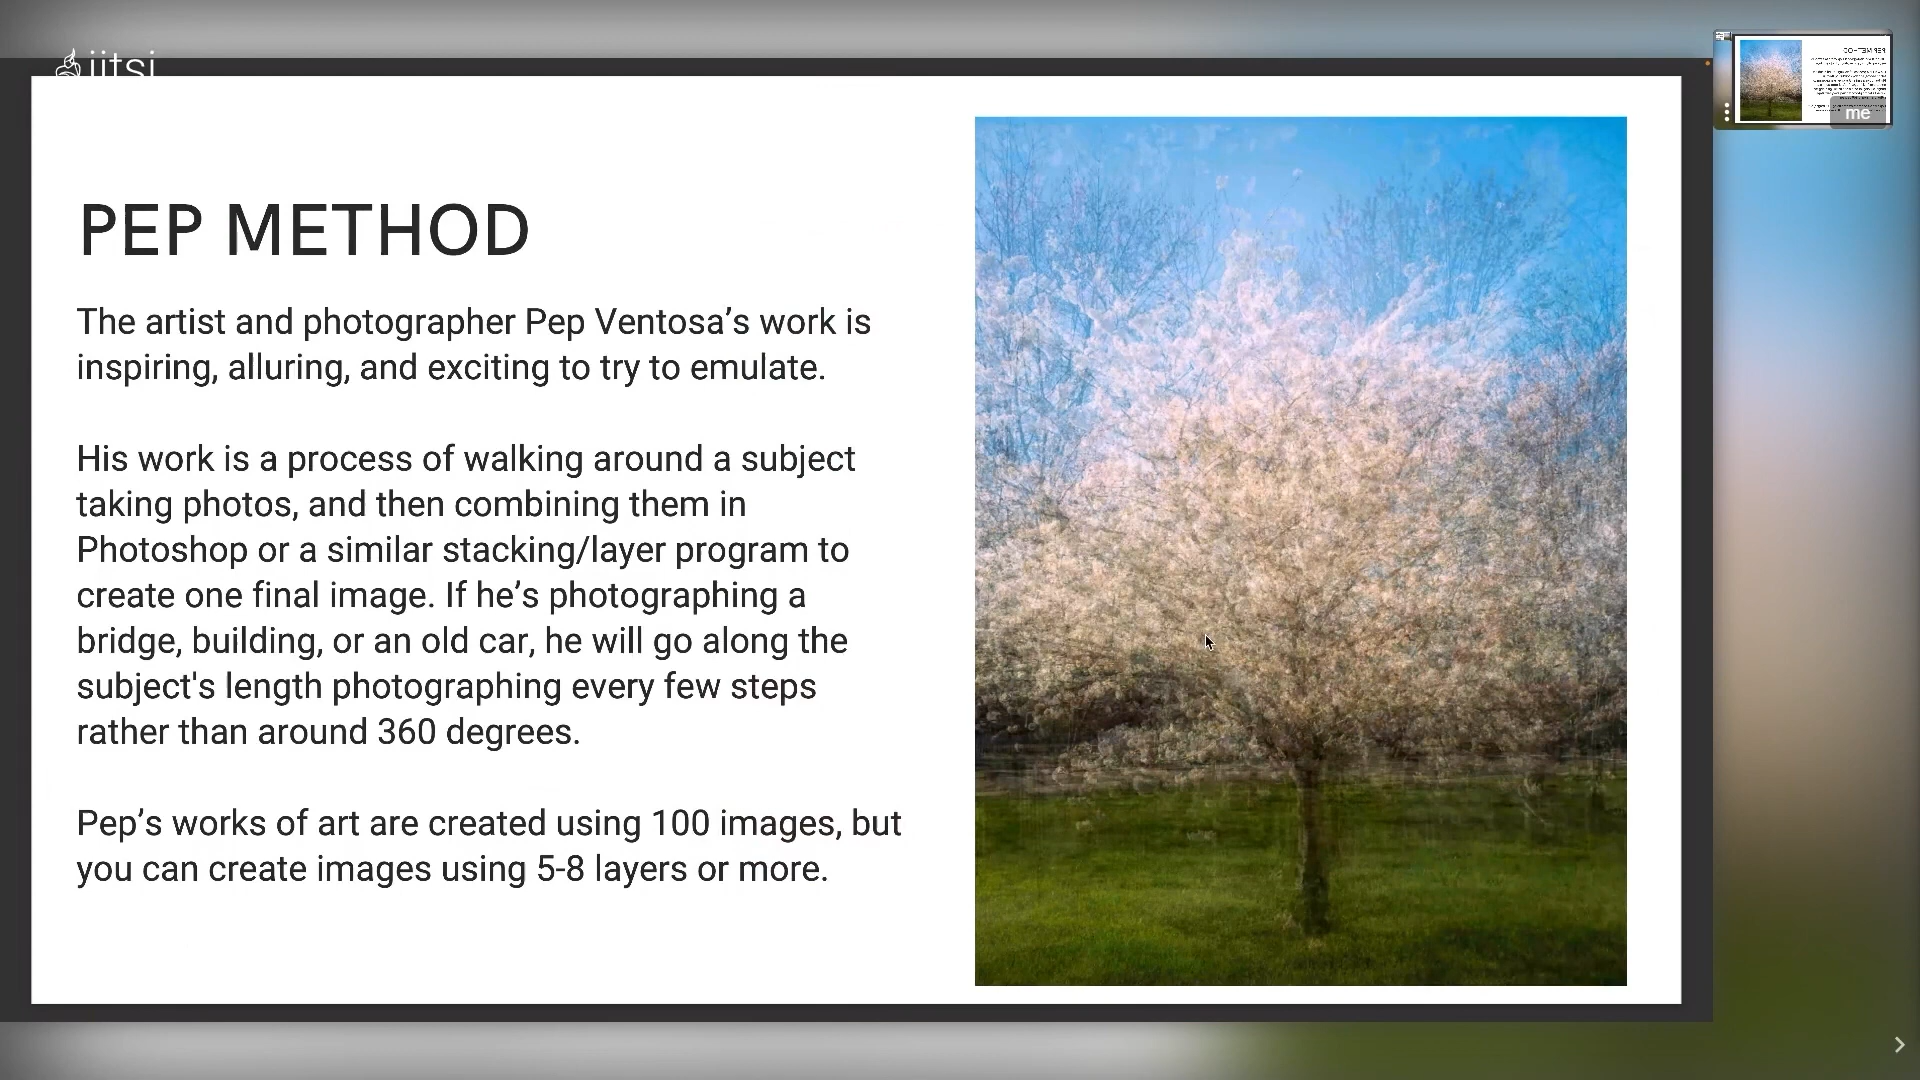 jitsi
PEP METHOD
The artist and photographer Pep Ventosa’s work is
inspiring, alluring, and exciting to try to emulate.
His work is a process of walking around a subject
taking photos, and then combining them in
Photoshop or a similar stacking/layer program to
create one final image. If he’s photographing a
bridge, building, or an old car, he will go along the
subject's length photographing every few steps
rather than around 360 degrees.
Pep’s works of art are created using 100 images, but
you can create images using 5-8 layers or more.
me